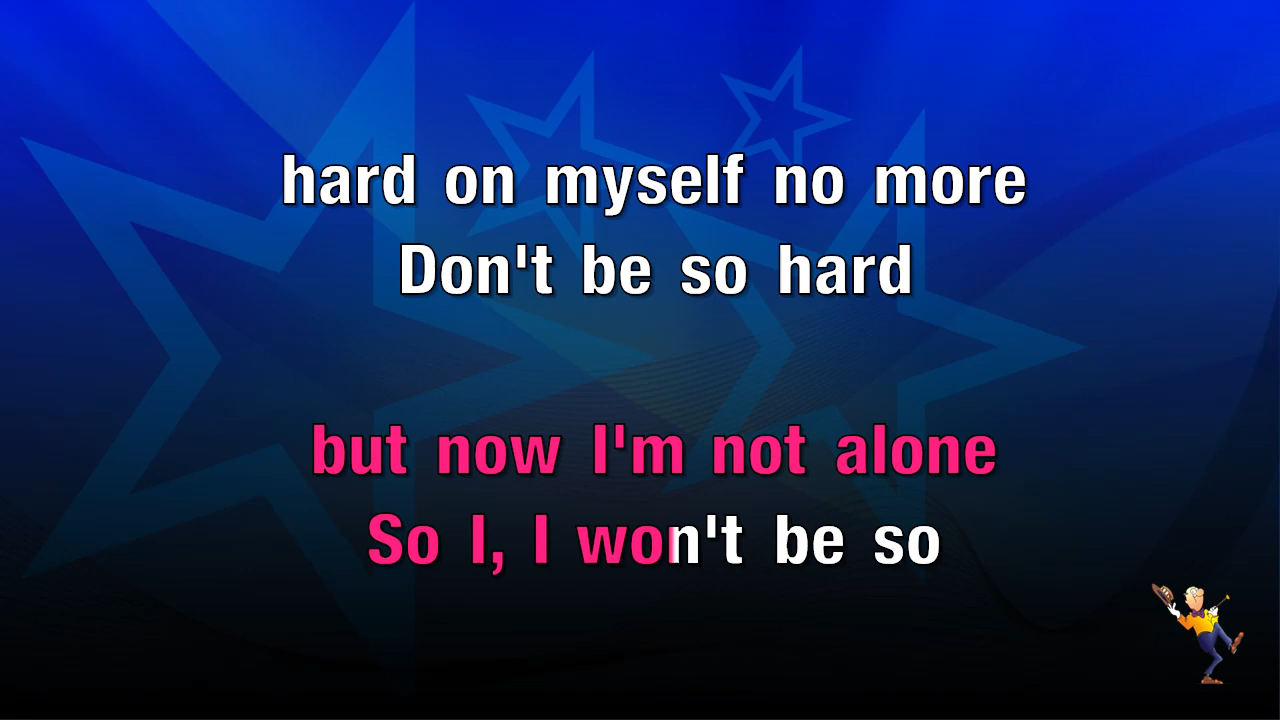 hard on myself no more
Don't be so hard
but now I'm not alone
So I, I won't be so